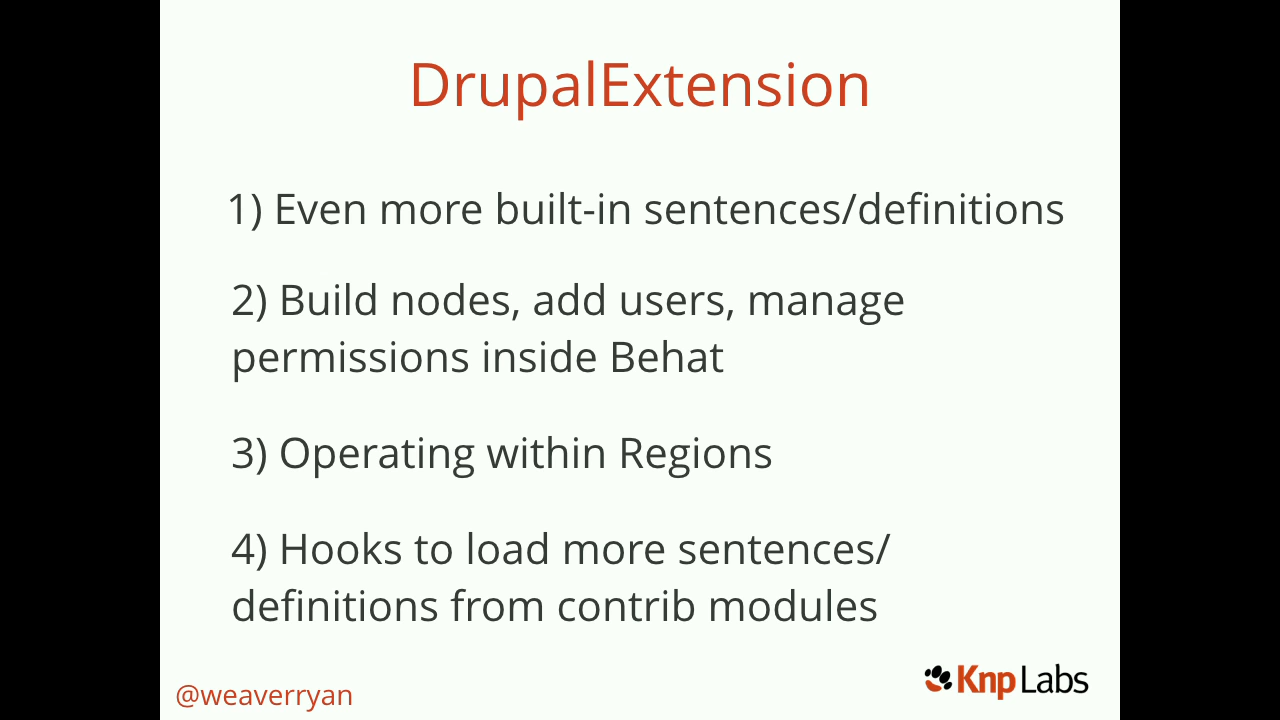 DrupalExtension
1) Even more built-in sentences/definitions
2) Build nodes, add users, manage
permissions inside Behat
3) Operating within Regions
4) Hooks to load more sentences/
definitions from contrib modules
@weaverryan
Knp Labs